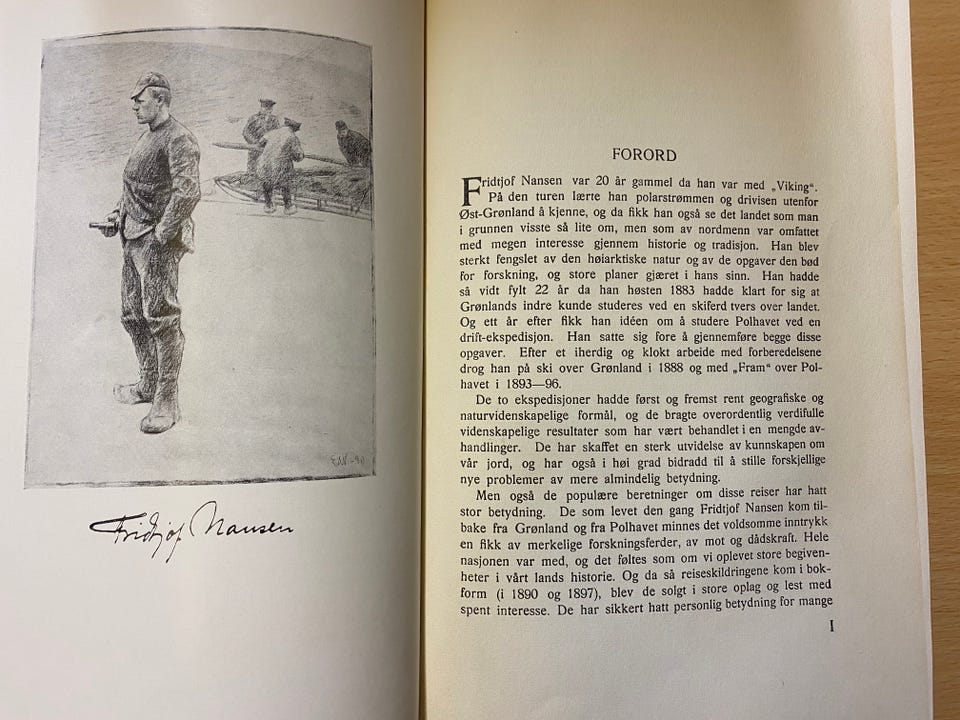 E.W.-90
Fridtjof Nansen
FORORD
Fridtjof Nansen var 20 år gammel da han var med „Viking“.
På den turen lærte han polarstrømmen og drivisen utenfor
Øst-Grønland å kjenne, og da fikk han også se det landet som man
i grunnen visste så lite om, men som av nordmenn var omfattet
med megen interesse gjennem historie og tradisjon. Han blev
sterkt fengslet av den høiarktiske natur og av de opgaver den bød
for forskning, og store planer gjæret i hans sinn. Han hadde
så vidt fylt 22 år da han høsten 1883 hadde klart for sig at
Grønlands indre kunde studeres ved en skiferd tvers over landet.
Og ett år efter fikk han idéen om å studere Polhavet ved en
drift-ekspedisjon. Han satte sig fore å gjennemføre begge disse
opgaver. Efter et iherdig og klokt arbeide med forberedelsene
drog han på ski over Grønland i 1888 og med „Fram“ over Pol-
havet i 1893—96.
De to ekspedisjoner hadde først og fremst rent geografiske og
naturvidenskapelige formål, og de bragte overordentlig verdifulle
videnskapelige resultater som har vært behandlet i en mengde av-
handlinger. De har skaffet en sterk utvidelse av kunnskapen om
vår jord, og har også i høi grad bidradd til å stille forskjellige
nye problemer av mere almindelig betydning.
Men også de populære beretninger om disse reiser har hatt
stor betydning. De som levet den gang Fridtjof Nansen kom til-
bake fra Grønland og fra Polhavet minnes det voldsomme inntrykk
en fikk av merkelige forskningsferder, av mot og dådskraft. Hele
nasjonen var med, og det føltes som om vi oplevet store begiven-
heter i vårt lands historie. Og da så reiseskildringene kom i bok-
form (i 1890 og 1897), blev de solgt i store oplag og lest med
spent interesse. De har sikkert hatt personlig betydning for mange
I